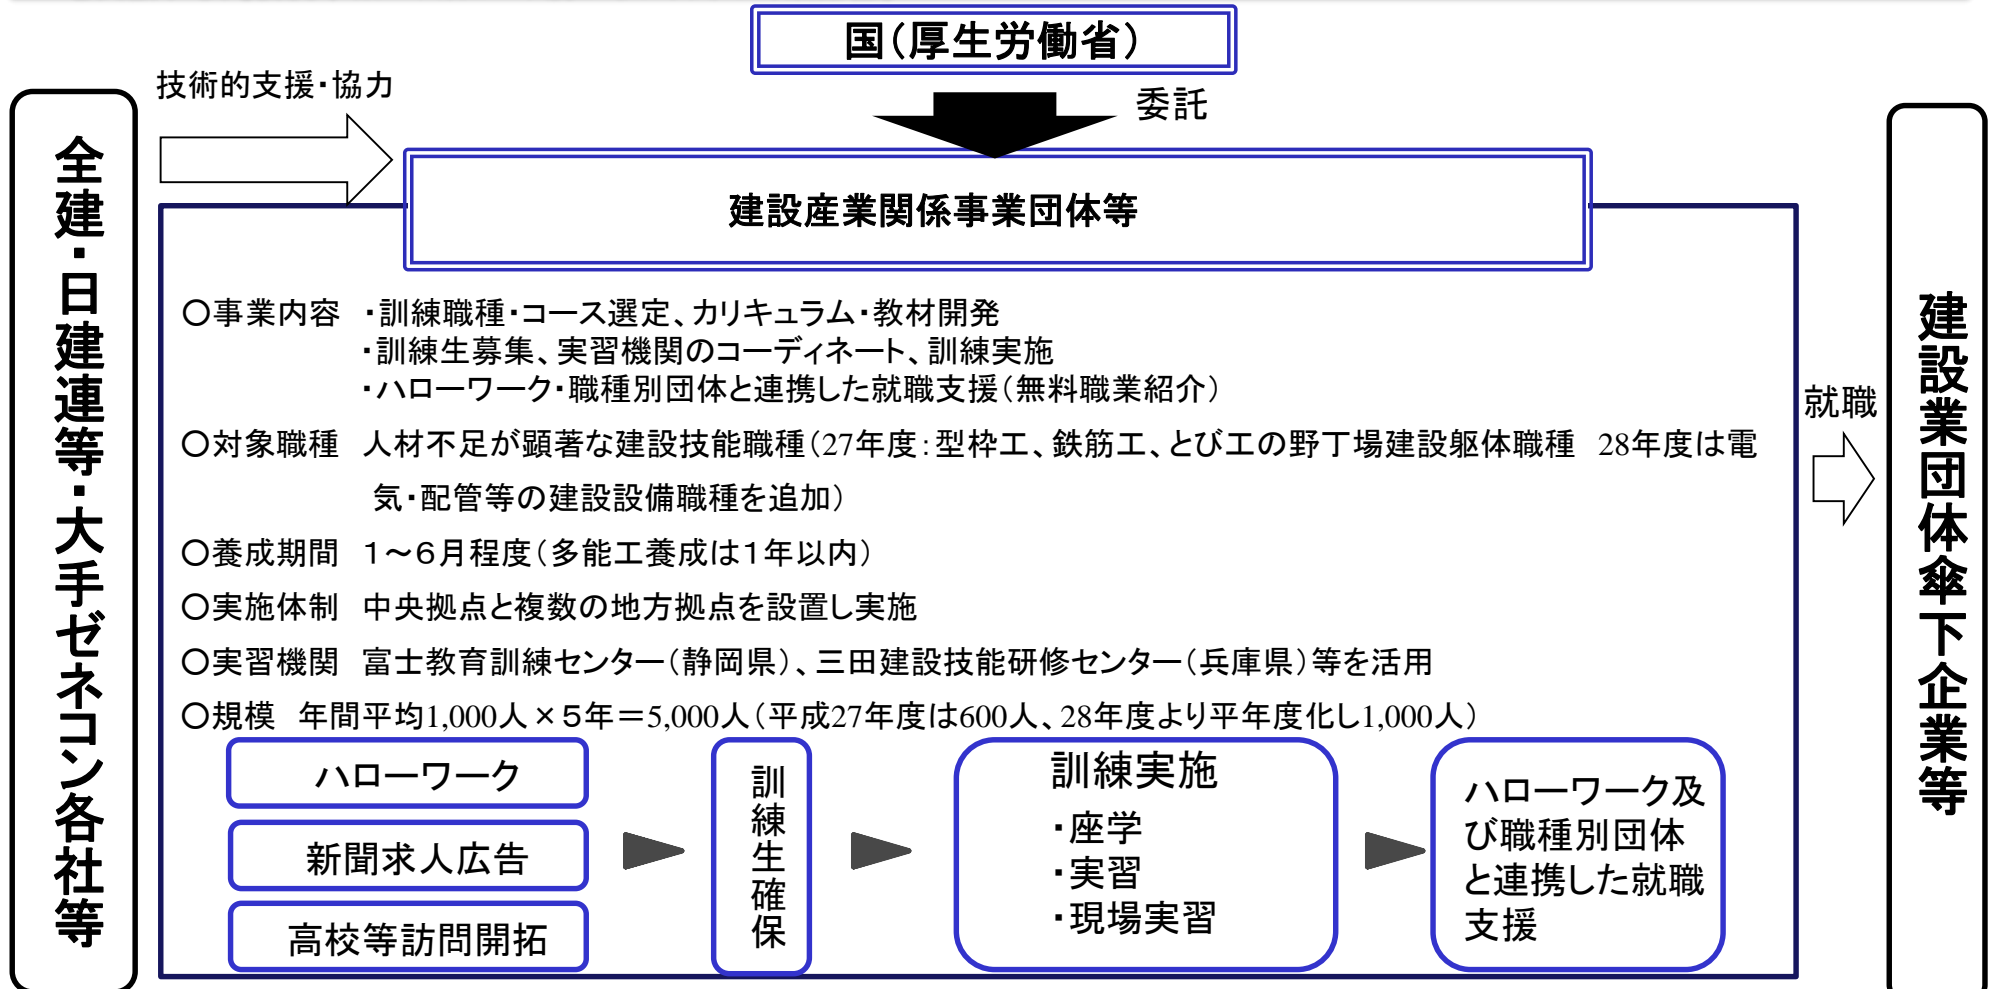 国（厚生労働省）
技術的支援・協力
委託
全建・日建連等・大手ゼネコン各社等
建設産業関係事業団体等
○事業内容　・訓練職種・コース選定、カリキュラム・教材開発
・訓練生募集、実習機関のコーディネート、訓練実施
・ハローワーク・職種別団体と連携した就職支援（無料職業紹介）
○対象職種　人材不足が顕著な建設技能職種（27年度：型枠工、鉄筋工、とび工の野丁場建設躯体職種　28年度は電
気・配管等の建設設備職種を追加）
○養成期間　１～６月程度（多能工養成は１年以内）
○実施体制　中央拠点と複数の地方拠点を設置し実施
○実習機関　富士教育訓練センター（静岡県）、三田建設技能研修センター（兵庫県）等を活用
○規模　年間平均1,000人×５年＝5,000人（平成27年度は600人、28年度より平年度化し1,000人）
ハローワーク
新聞求人広告
高校等訪問開拓
訓練生確保
訓練実施
・座学
・実習
・現場実習
ハローワーク及
び職種別団体
と連携した就職
支援
就職
建設業団体傘下企業等